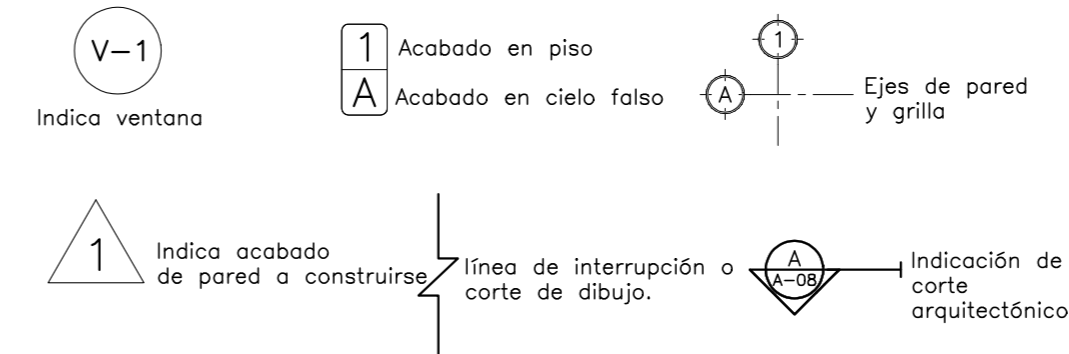 V-1
Indica ventana
1
Acabado en piso
A
Acabado en cielo falso
1
A
Ejes de pared
y grilla
1
Indica acabado
de pared a construirse
línea de interrupción o
corte de dibujo.
A
A-08
Indicación de
corte
arquitectónico